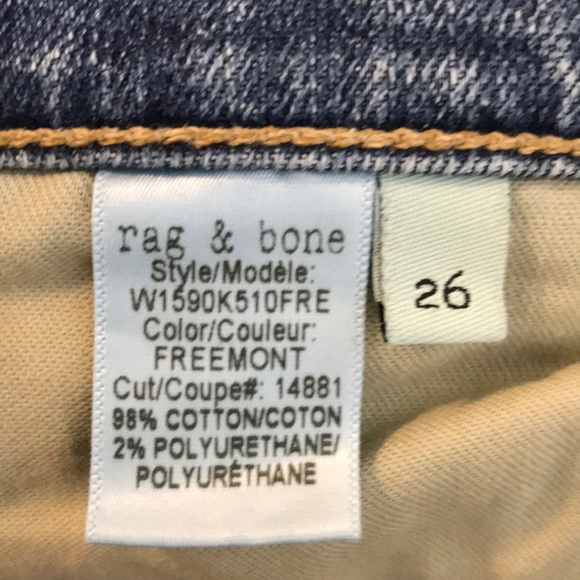 rag & bone
Style/Modèle:
W1590K510FRE
Color/Couleur:
FREEMONT
Cut/Coupe#: 14881
98% COTTON/COTON
2% POLYURETHANE/
POLYURÉTHANE
26